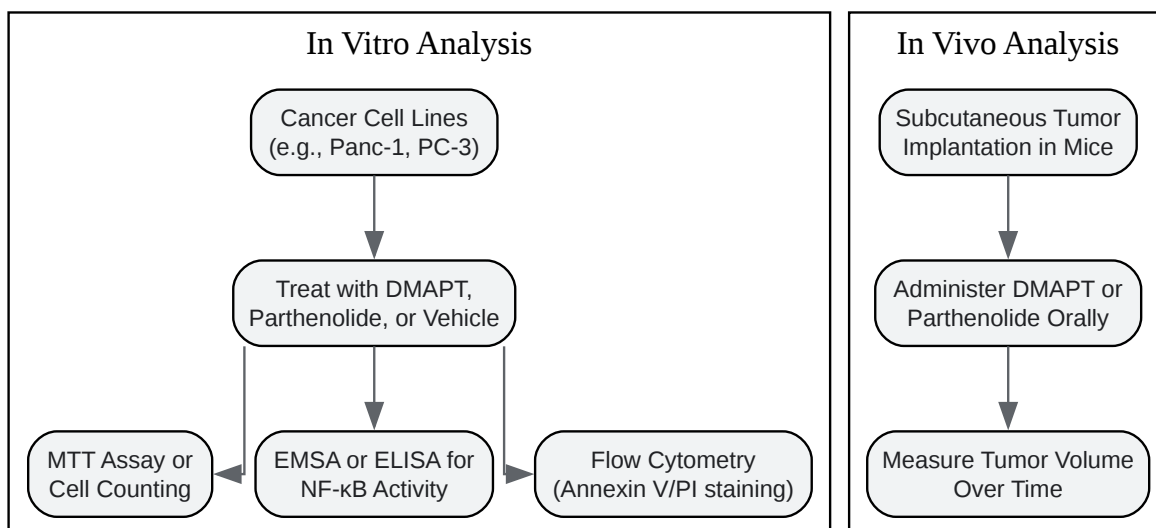 In Vitro Analysis
Cancer Cell Lines
(e.g., Panc-1, PC-3)
Treat with DMAPT,
Parthenolide, or Vehicle
MTT Assay or
Cell Counting
EMSA or ELISA for
NF-κB Activity
Flow Cytometry
(Annexin V/PI staining)
In Vivo Analysis
Subcutaneous Tumor
Implantation in Mice
Administer DMAPT or
Parthenolide Orally
Measure Tumor Volume
Over Time